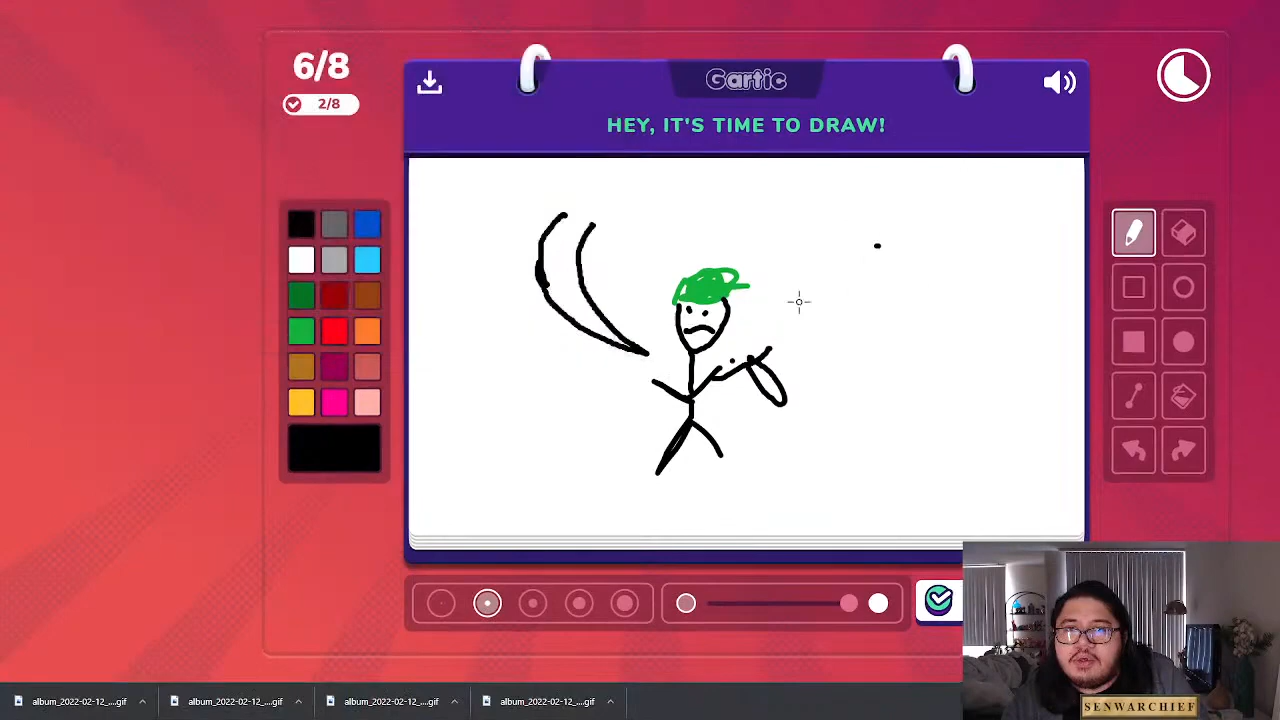 6/8
2/8
Gartic
HEY, IT'S TIME TO DRAW!
SENWARCHIEF
album_2022-02-12_....gif
album_2022-02-12_....gif
album_2022-02-12_....gif
album_2022-02-12_....gif